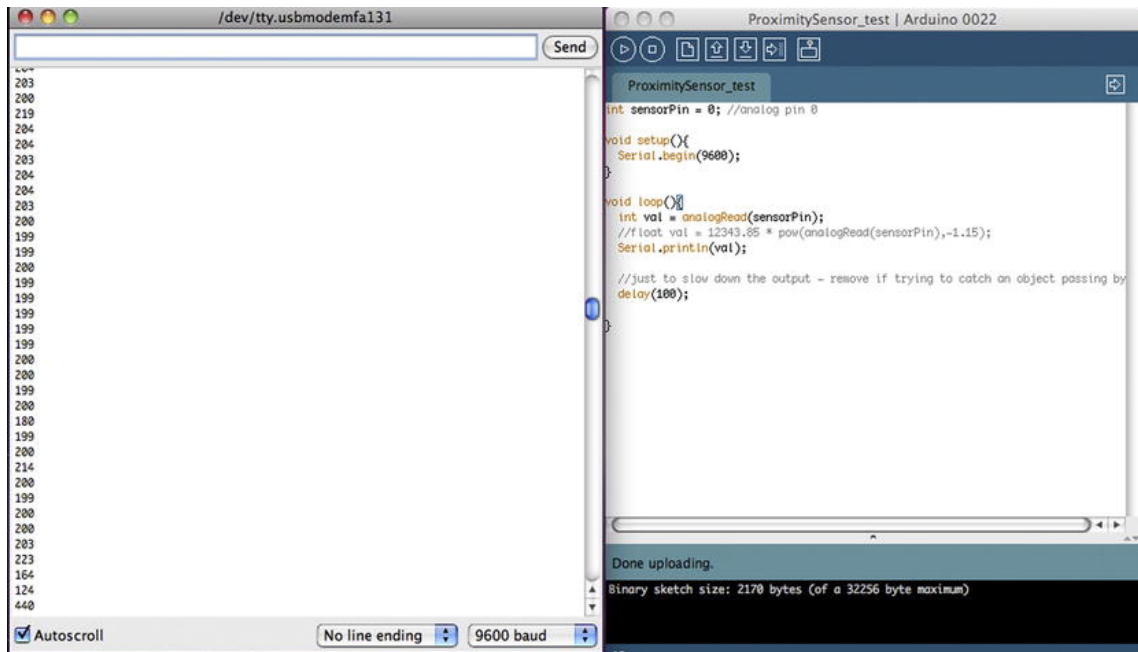 /dev/tty.usbmodemfa131
Send
204
203
200
219
204
204
203
204
204
203
200
199
199
200
199
199
199
199
199
200
200
199
200
180
199
200
214
200
199
200
200
203
223
164
124
440
Autoscroll
No line ending
9600 baud
ProximitySensor_test | Arduino 0022
ProximitySensor_test
int sensorPin = 0; //analog pin 0
void setup(){
Serial.begin(9600);
}
void loop(){
int val = analogRead(sensorPin);
//float val = 12343.85 * pow(analogRead(sensorPin),-1.15);
Serial.println(val);
//just to slow down the output - remove if trying to catch an object passing by
delay(100);
}
Done uploading.
Binary sketch size: 2170 bytes (of a 32256 byte maximum)